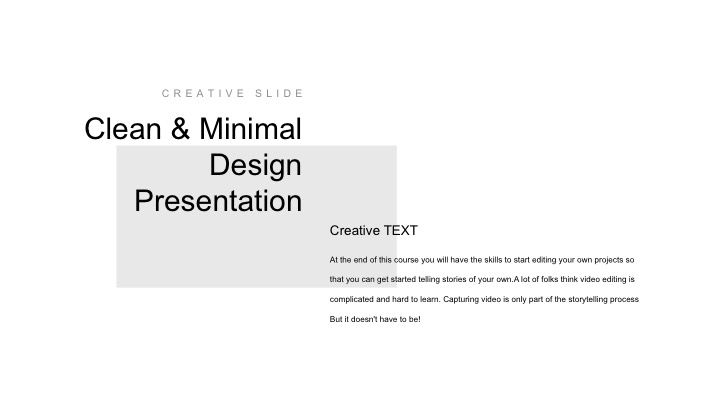 CREATIVE SLIDE
Clean & Minimal
Design
Presentation
Creative TEXT
At the end of this course you will have the skills to start editing your own projects so
that you can get started telling stories of your own.A lot of folks think video editing is
complicated and hard to learn. Capturing video is only part of the storytelling process
But it doesn't have to be!